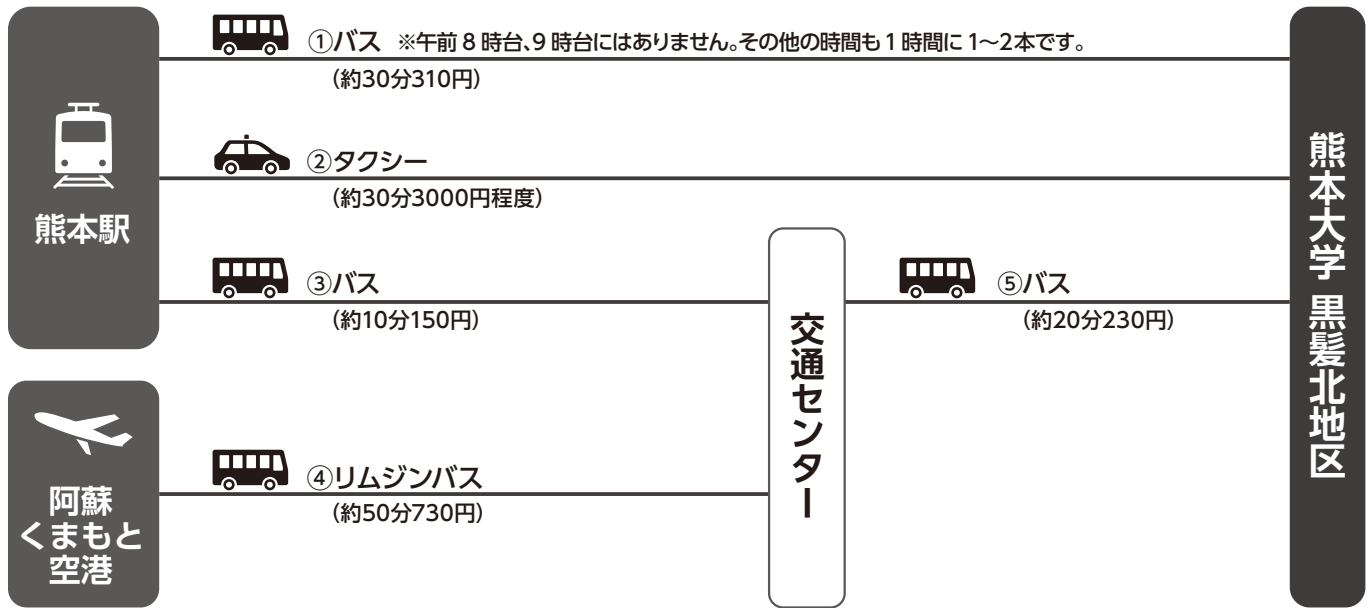 ①バス ※午前8時台、9時台にはありません。その他の時間も1時間に1〜2本です。
(約30分310円)
②タクシー
(約30分3000円程度)
熊本駅
③バス
(約10分150円)
交通センター
⑤バス
(約20分230円)
熊本大学 黒髪北地区
④リムジンバス
(約50分730円)
阿蘇
くまもと
空港